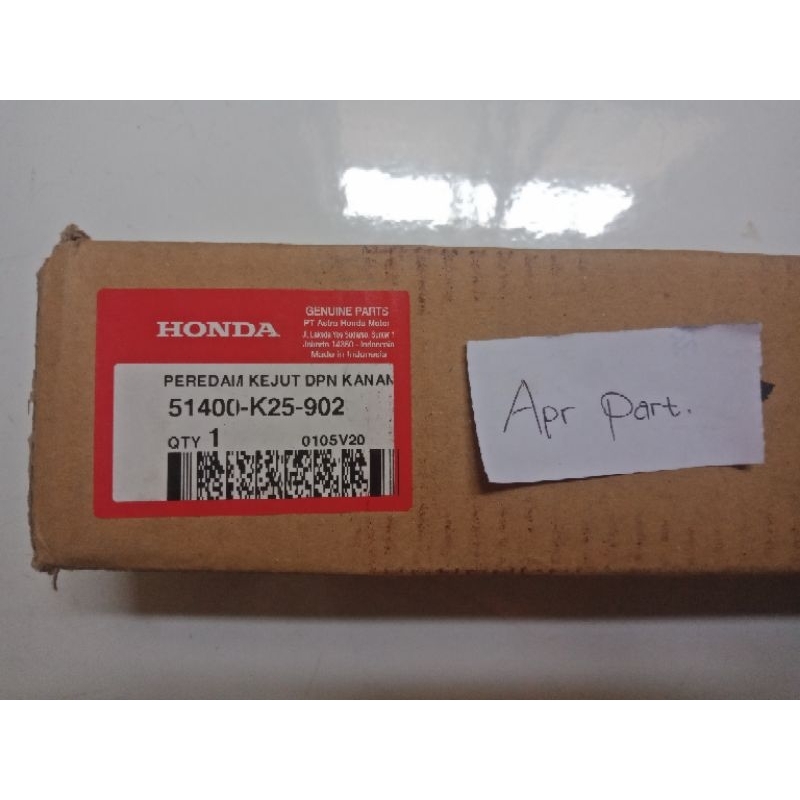 HONDA
GENUINE PARTS
PT Astra Honda Motor
Jakarta 14350 - Indonesia
Made in Indonesia
PEREDAM KEJUT DPN KANAN
51400-K25-902
QTY 1
0105V20
Apr part.